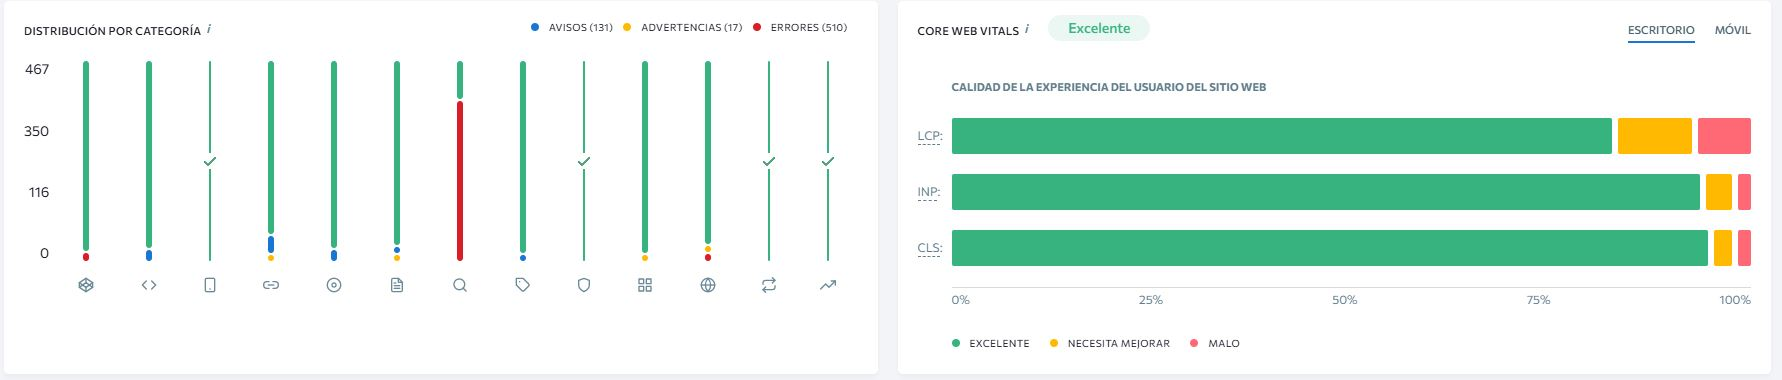 DISTRIBUCIÓN POR CATEGORÍA i
AVISOS (131) ADVERTENCIAS (17) ERRORES (510)
467
350
116
0
CORE WEB VITALS i Excelente
ESCRITORIO MÓVIL
CALIDAD DE LA EXPERIENCIA DEL USUARIO DEL SITIO WEB
LCP:
INP:
CLS:
0% 25% 50% 75% 100%
EXCELENTE NECESITA MEJORAR MALO